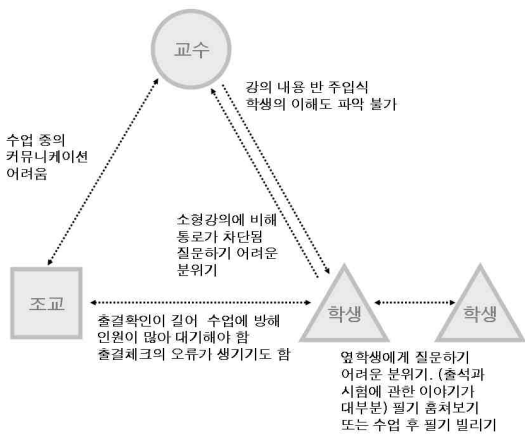 교수
강의 내용 반 주입식
학생의 이해도 파악 불가
수업 중의
커뮤니케이션
어려움
소형강의에 비해
통로가 차단됨
질문하기 어려운
분위기
조교
학생
학생
출결확인이 길어 수업에 방해
인원이 많아 대기해야 함
출결체크의 오류가 생기기도 함
옆학생에게 질문하기
어려운 분위기. (출석과
시험에 관한 이야기가
대부분) 필기 훔쳐보기
또는 수업 후 필기 빌리기